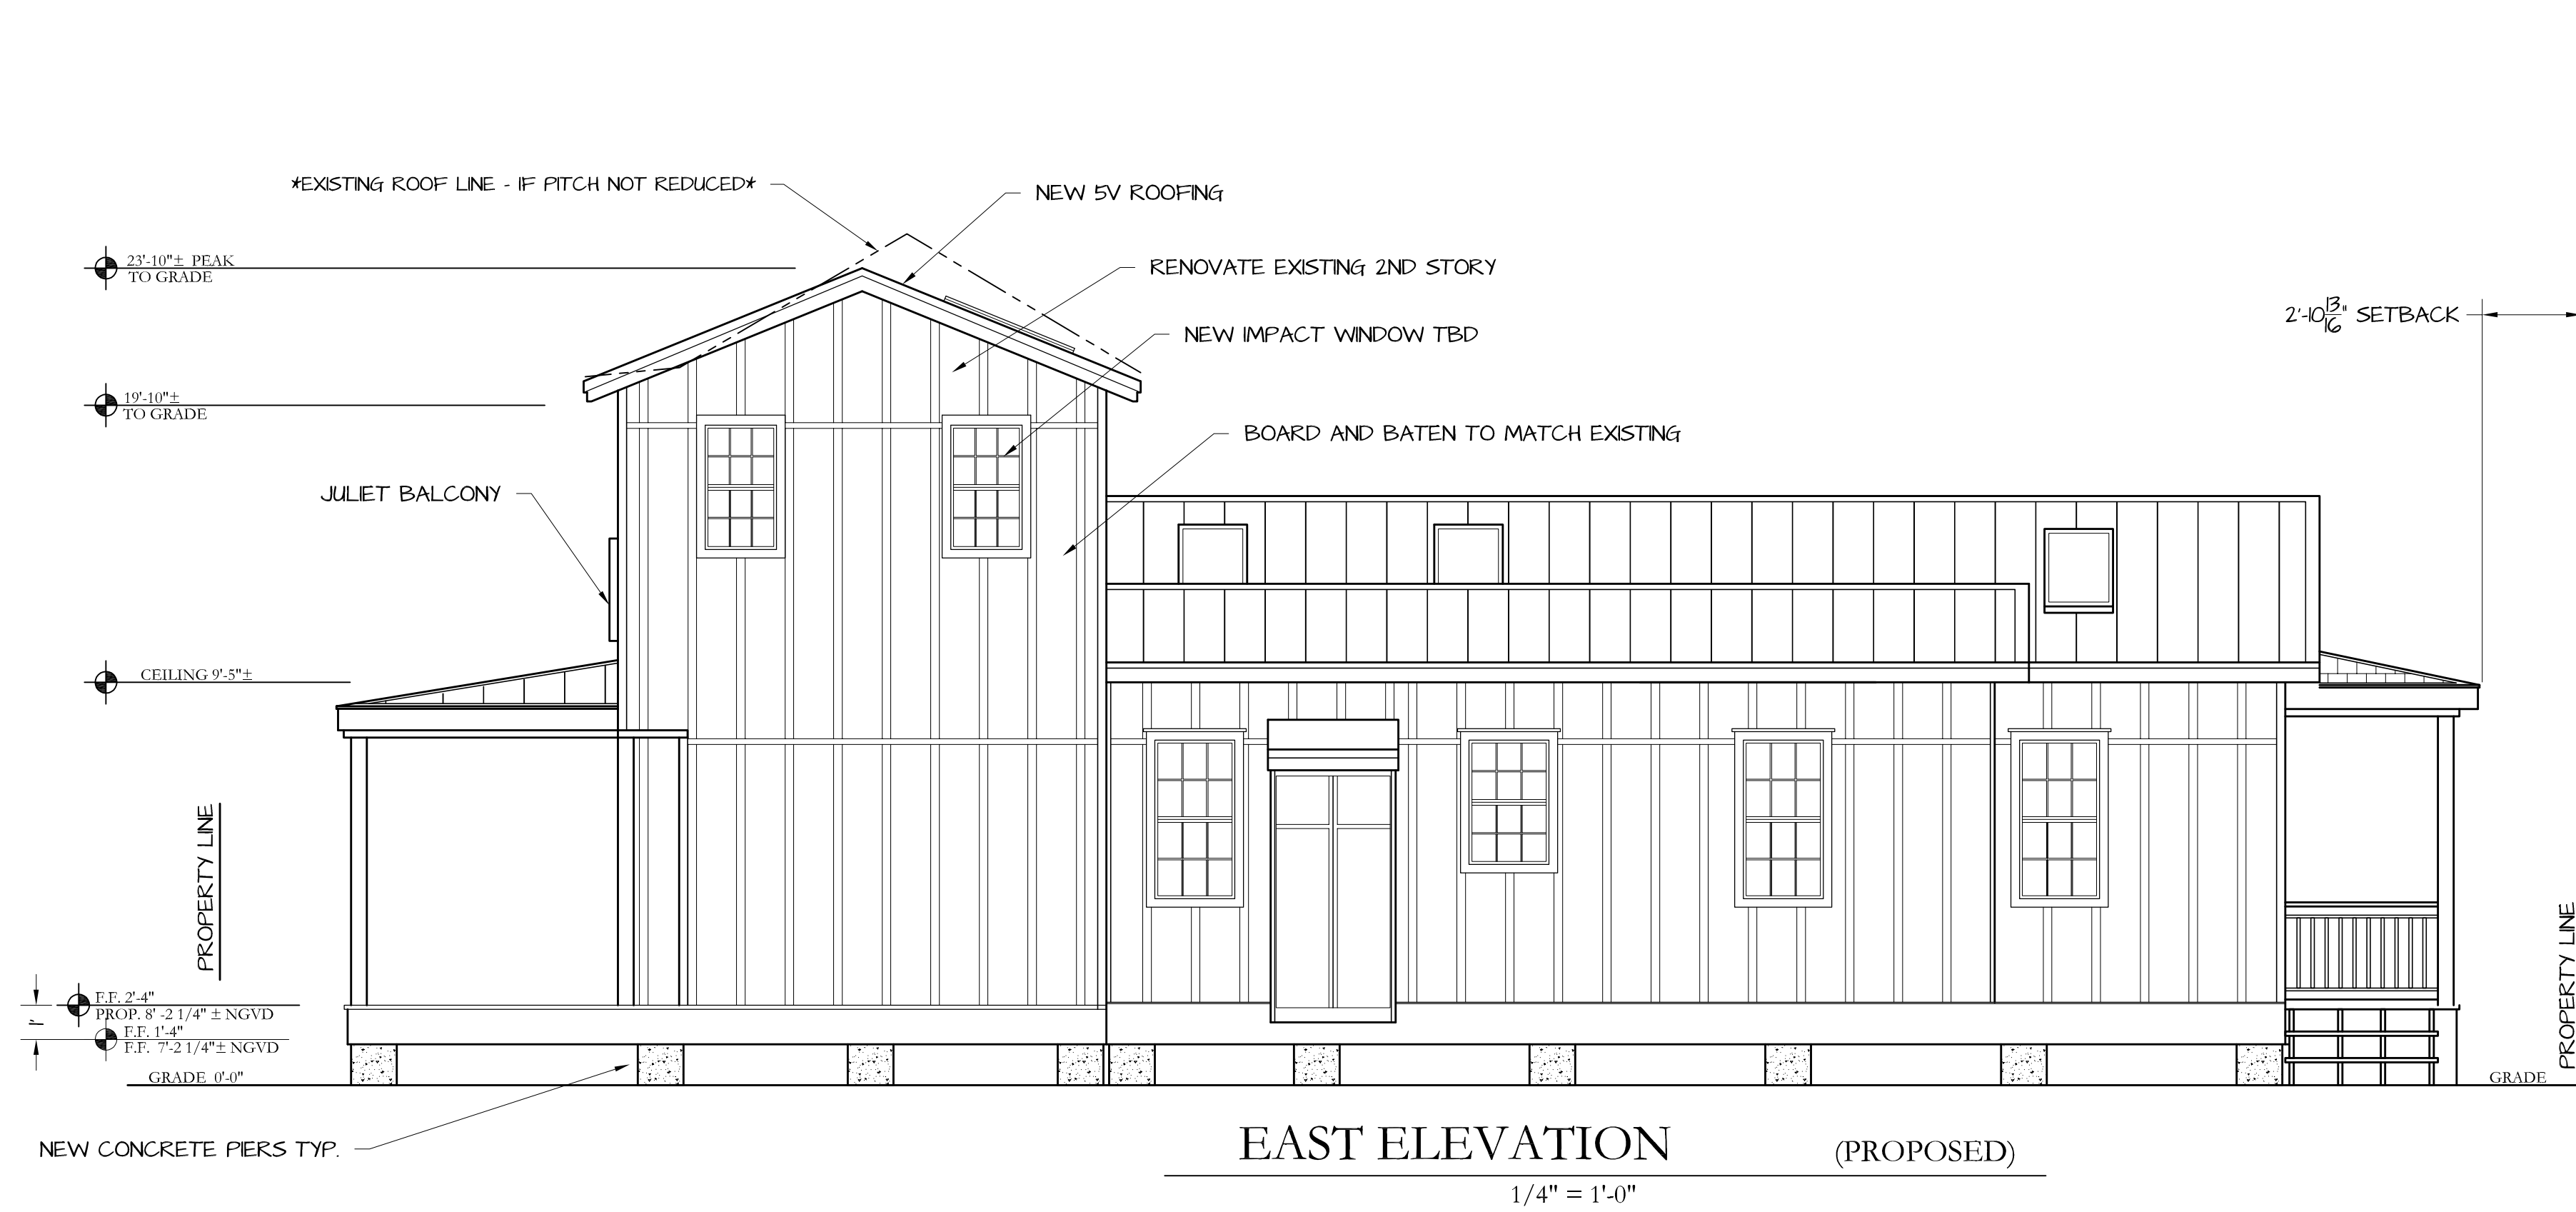 *EXISTING ROOF LINE - IF PITCH NOT REDUCED*
NEW 5V ROOFING
23'-10"± PEAK
TO GRADE
RENOVATE EXISTING 2ND STORY
2'-10 13/16" SETBACK
NEW IMPACT WINDOW TBD
19'-10"±
TO GRADE
BOARD AND BATEN TO MATCH EXISTING
JULIET BALCONY
CEILING 9'-5"±
PROPERTY LINE
PROPERTY LINE
F.F. 2'-4"
PROP. 8' -2 1/4" ± NGVD
1'
F.F. 1'-4"
F.F. 7'-2 1/4"± NGVD
GRADE 0'-0"
GRADE
NEW CONCRETE PIERS TYP.
EAST ELEVATION (PROPOSED)
1/4" = 1'-0"